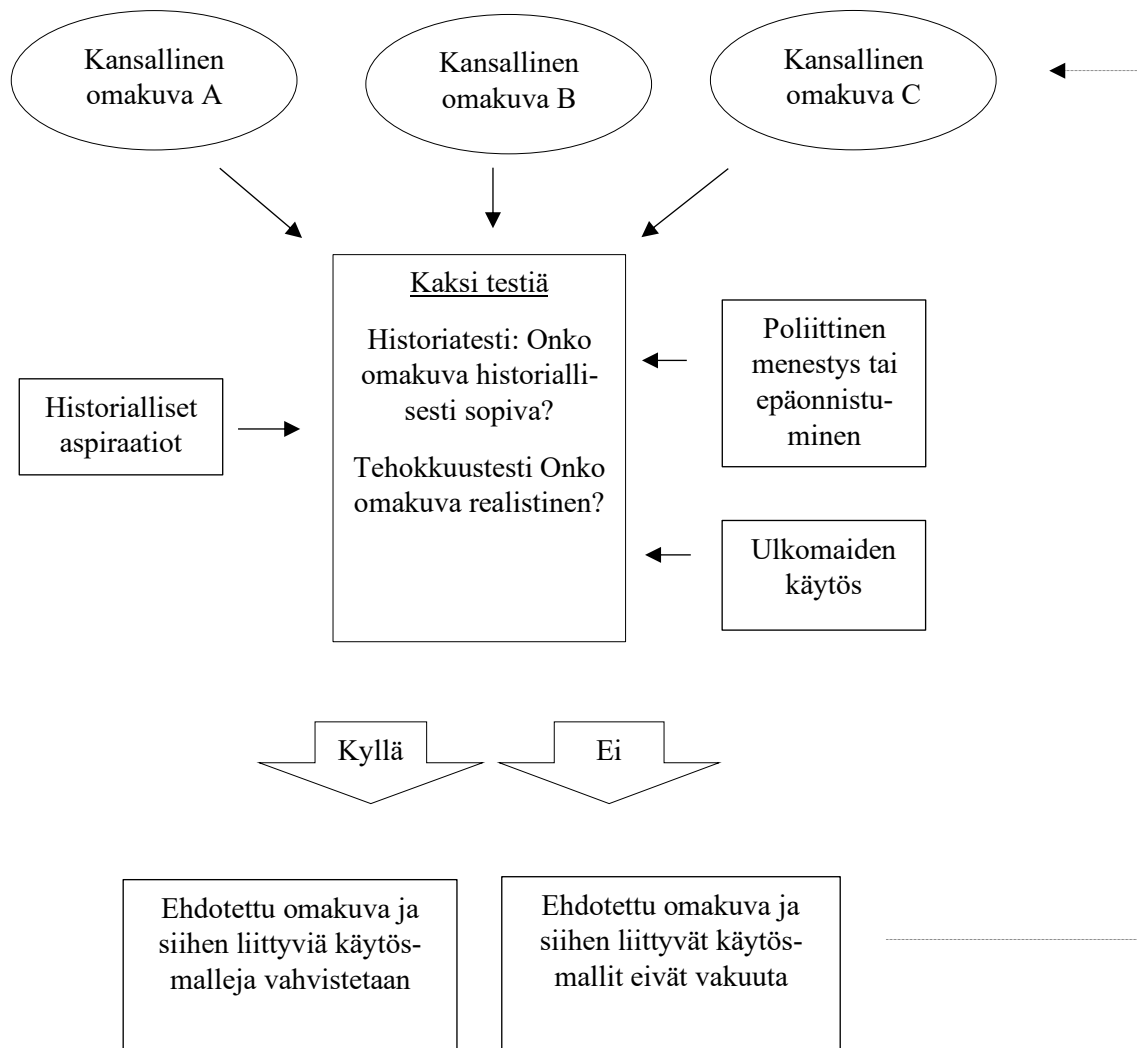 Kansallinen
omakuva A
Kansallinen
omakuva B
Kansallinen
omakuva C
Kaksi testiä
Historiatesti: Onko
omakuva historialli-
sesti sopiva?
Tehokkuustesti Onko
omakuva realistinen?
Historialliset
aspiraatiot
Poliittinen
menestys tai
epäonnistu-
minen
Ulkomaiden
käytös
Kyllä
Ei
Ehdotettu omakuva ja
siihen liittyviä käytös-
malleja vahvistetaan
Ehdotettu omakuva ja
siihen liittyvät käytös-
mallit eivät vakuuta